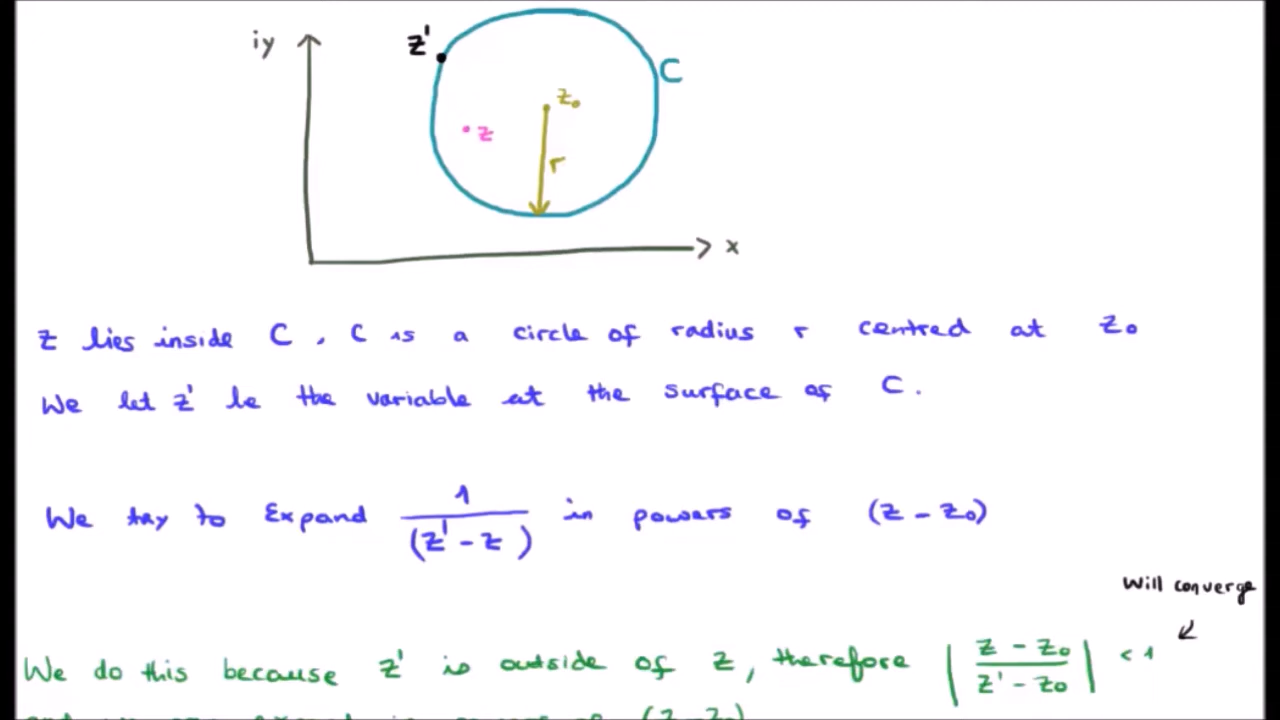 iy
z'
C
z₀
z
r
x
z lies inside C, C is a circle of radius r centred at z₀
We let z' be the variable at the surface of C.
We try to Expand 1/(z' - z) in powers of (z - z₀)
Will converge
We do this because z' is outside of z, therefore |(z - z₀)/(z' - z₀)| < 1
(z - z₀)